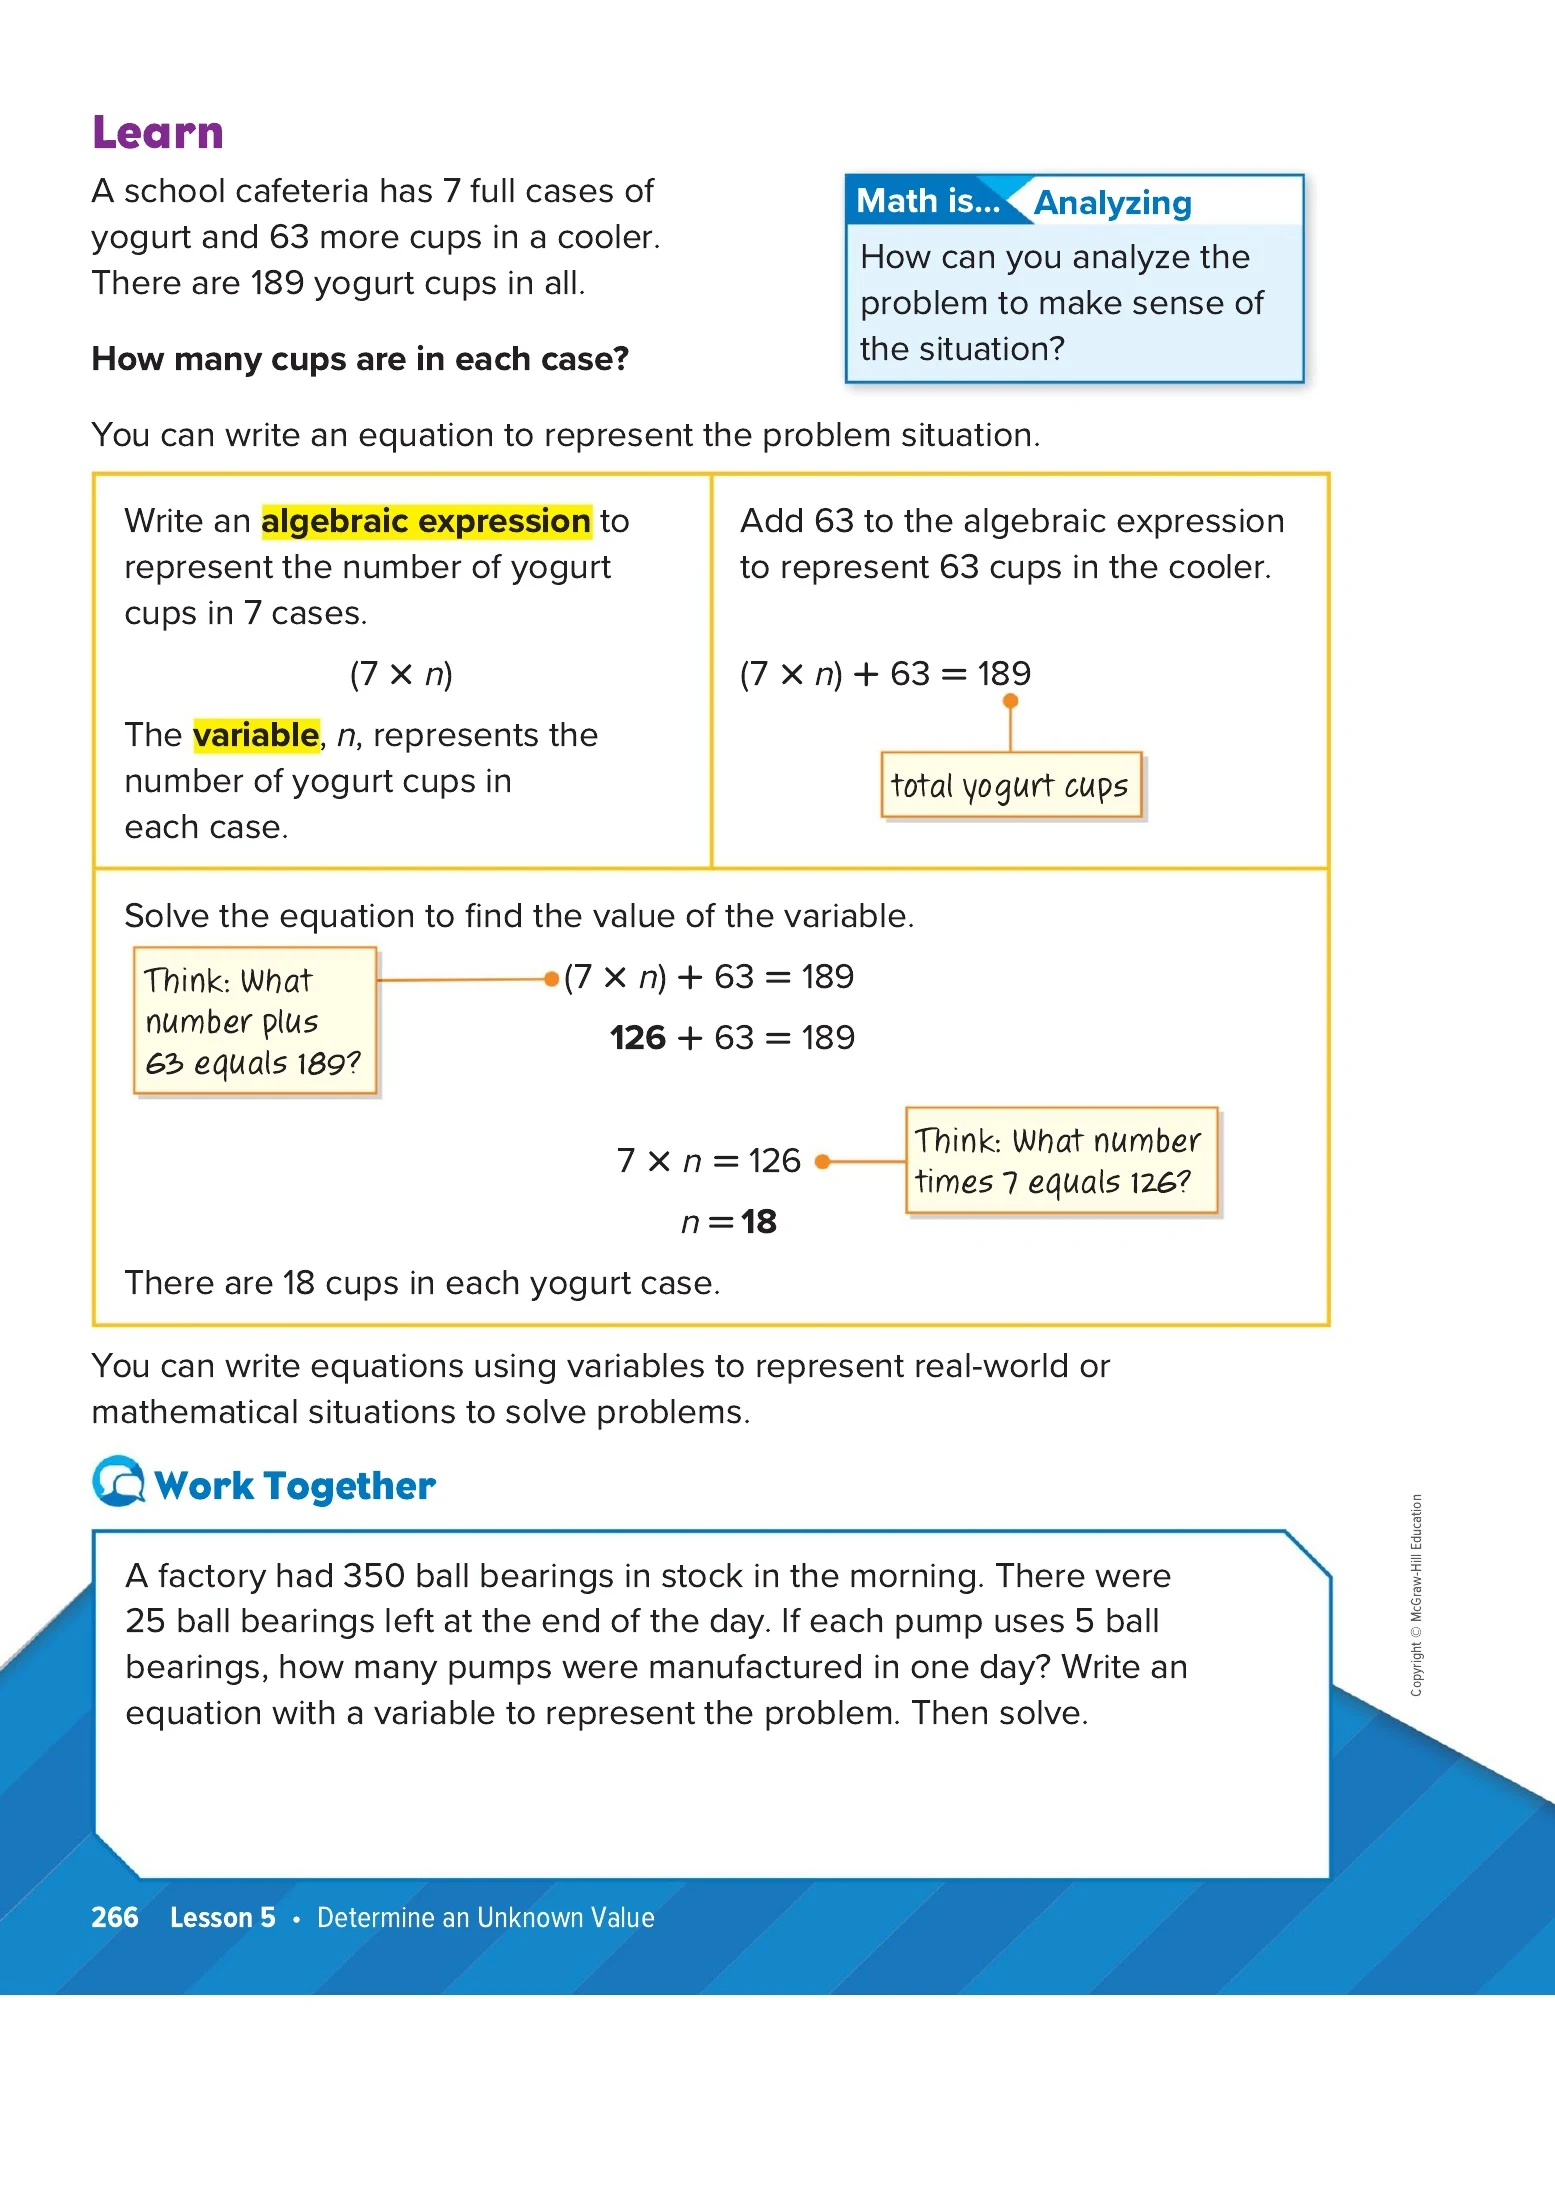 Learn
A school cafeteria has 7 full cases of
yogurt and 63 more cups in a cooler.
There are 189 yogurt cups in all.
How many cups are in each case?
Math is... Analyzing
How can you analyze the
problem to make sense of
the situation?
You can write an equation to represent the problem situation.
Write an algebraic expression to
represent the number of yogurt
cups in 7 cases.
(7 × n)
The variable, n, represents the
number of yogurt cups in
each case.
Add 63 to the algebraic expression
to represent 63 cups in the cooler.
(7 × n) + 63 = 189
total yogurt cups
Solve the equation to find the value of the variable.
Think: What
number plus
63 equals 189?
(7 × n) + 63 = 189
126 + 63 = 189
7 × n = 126
Think: What number
times 7 equals 126?
n = 18
There are 18 cups in each yogurt case.
You can write equations using variables to represent real-world or
mathematical situations to solve problems.
Work Together
A factory had 350 ball bearings in stock in the morning. There were
25 ball bearings left at the end of the day. If each pump uses 5 ball
bearings, how many pumps were manufactured in one day? Write an
equation with a variable to represent the problem. Then solve.
Copyright © McGraw-Hill Education
266 Lesson 5 • Determine an Unknown Value